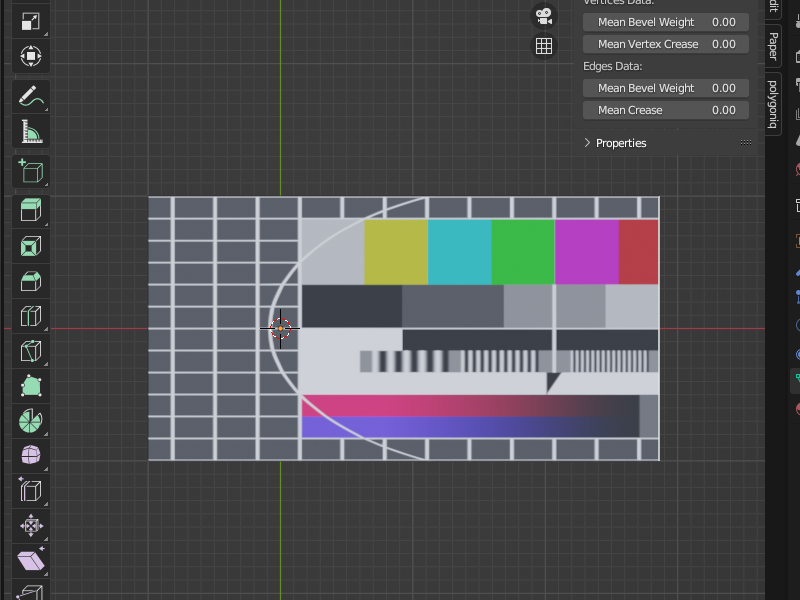 Vertices Data:
Mean Bevel Weight 0.00
Mean Vertex Crease 0.00
Edges Data:
Mean Bevel Weight 0.00
Mean Crease 0.00
Properties
dit
Paper
polygoniq